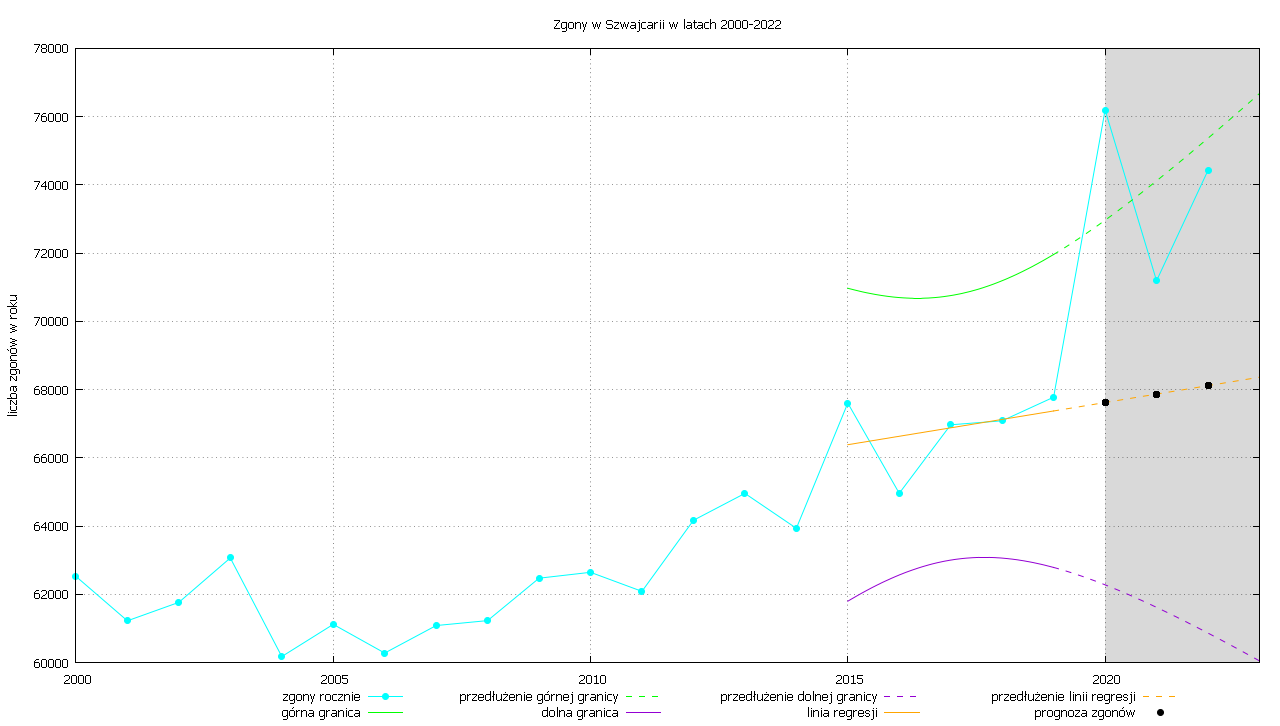 Zgony w Szwajcarii w latach 2000-2022
78000
76000
74000
72000
70000
68000
66000
64000
62000
60000
liczba zgonów w roku
2000 2005 2010 2015 2020
zgony rocznie przedłużenie górnej granicy przedłużenie dolnej granicy przedłużenie linii regresji
górna granica dolna granica linia regresji prognoza zgonów